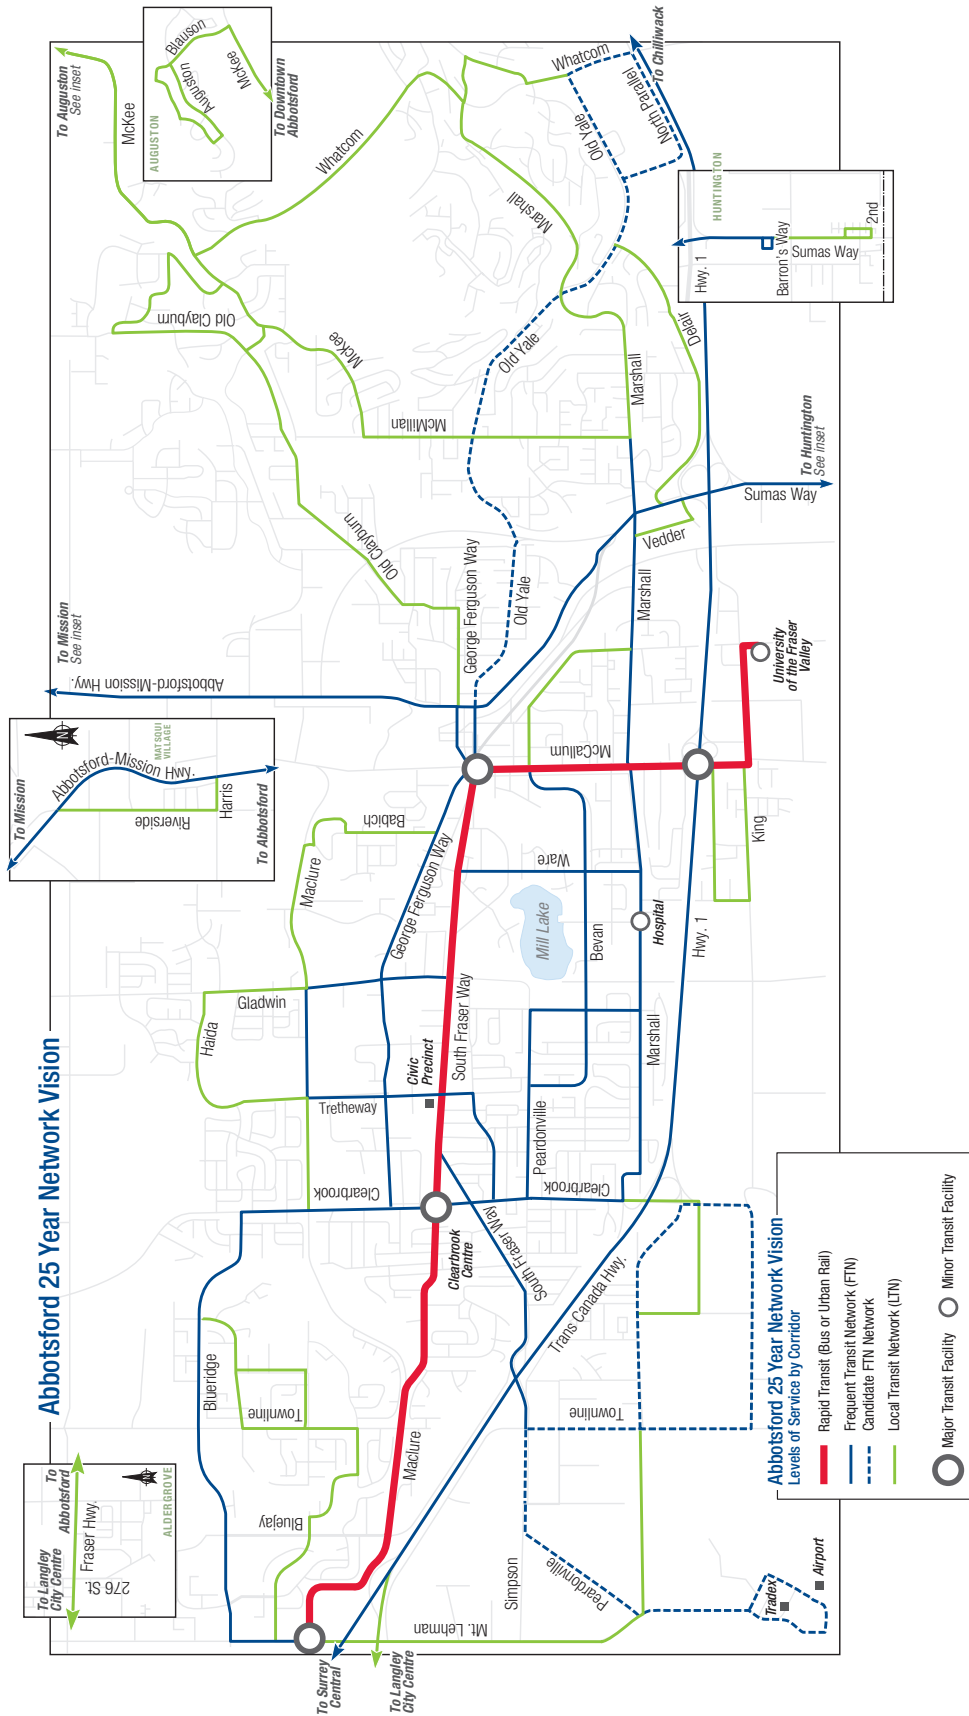 Abbotsford 25 Year Network Vision
To Langley
City Centre
To
Abbotsford
Fraser Hwy.
276 St.
ALDERGROVE
To Mission
Abbotsford-Mission Hwy.
MATSQUI
VILLAGE
Riverside
Harris
To Abbotsford
To Mission
See inset
Abbotsford-Mission Hwy.
To Auguston
See inset
McKee
AUGUSTON
Auguston
Blauson
McKee
To Downtown
Abbotsford
Whatcom
Whatcom
Old Clayburn
McKee
Old Clayburn
McMillan
Marshall
Old Yale
North Parallel
To Chilliwack
Old Yale
George Ferguson Way
Old Yale
Marshall
Delair
Marshall
Vedder
Sumas Way
To Huntington
See inset
HUNTINGTON
Hwy. 1
Barron's Way
Sumas Way
2nd
Blueridge
Townline
Bluejay
Maclure
Haida
Gladwin
Maclure
Babich
Tretheway
Clearbrook
George Ferguson Way
Civic
Precinct
South Fraser Way
Clearbrook
Centre
South Fraser Way
Peardonville
Clearbrook
Mill Lake
Ware
Bevan
McCallum
Hospital
Marshall
Hwy. 1
King
University
of the Fraser
Valley
Trans Canada Hwy.
Townline
Simpson
Peardonville
Mt. Lehman
To Surrey
Central
To Langley
City Centre
Tradex
Airport
Abbotsford 25 Year Network Vision
Levels of Service by Corridor
Rapid Transit (Bus or Urban Rail)
Frequent Transit Network (FTN)
Candidate FTN Network
Local Transit Network (LTN)
Major Transit Facility
Minor Transit Facility